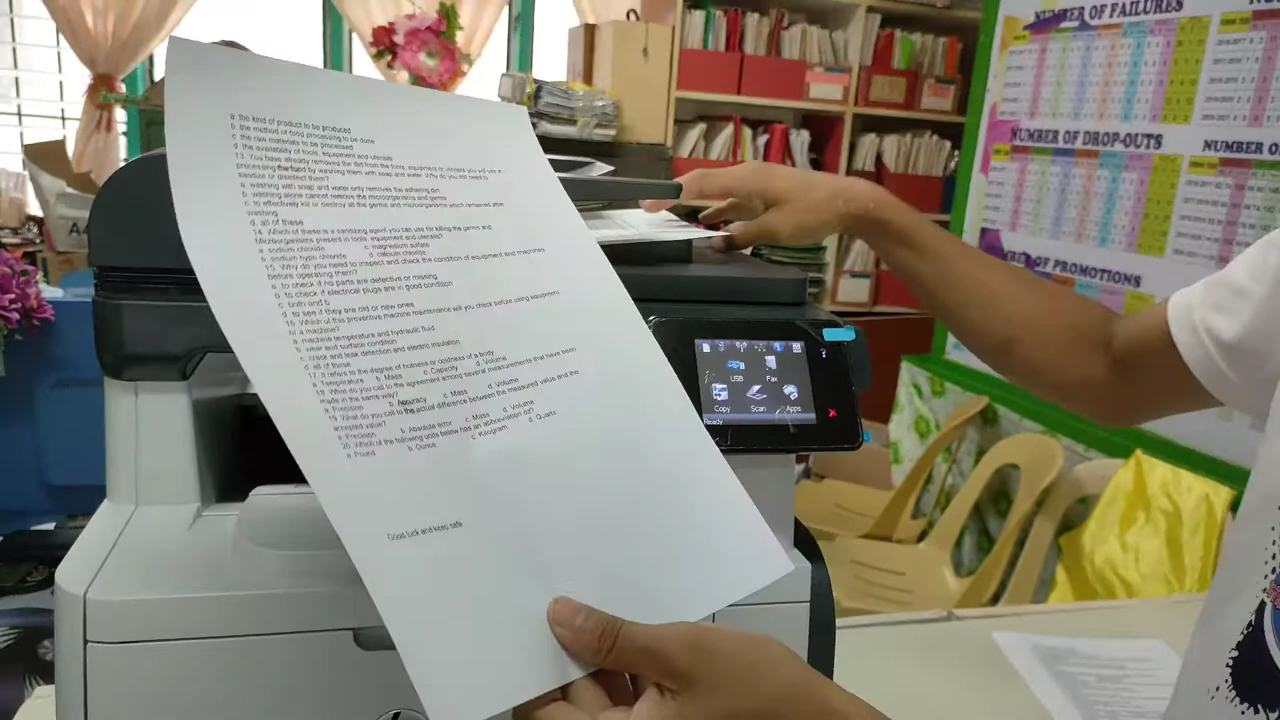 a. the kind of product to be produced
b. the method of food processing to be done
c. the raw materials to be processed
d. the availability of tools, equipment and utensils
13. You have already removed the dirt from the tools, equipment or utensils you will use in
processing the food by washing them with soap and water. Why do you still need to
sanitize or disinfect them?
a. washing with soap and water only removes the adhering dirt
b. washing alone cannot remove the microorganisms and germs
c. to effectively kill or destroy all the germs and microorganisms which remained after
washing
d. all of these
14. Which of these is a sanitizing agent you can use for killing the germs and
Microorganisms present in tools, equipment and utensils?
a. sodium chloride c. magnesium sulfate
b. sodium hypo chloride d. calcium chloride
15. Why do you need to inspect and check the condition of equipment and machines
before operating them?
a. to check if no parts are defective or missing
b. to check if electrical plugs are in good condition
c. both and b
d. to see if they are old or new ones
16. Which of this preventive machine maintenance will you check before using equipment
or a machine?
a. machine temperature and hydraulic fluid
b. wear and surface condition
c. crack and leak detection and electric insulation
d. all of these
17. It refers to the degree of hotness or coldness of a body
a. Temperature b. Mass c. Capacity d. Volume
18. What do you call to the agreement among several measurements that have been
made in the same way?
a. Precision b. Accuracy c. Mass d. Volume
19. What do you call to the actual difference between the measured value and the
accepted value?
a. Precision b. Absolute error c. Mass d. Volume
20. Which of the following units below has an abbreviation oz?
a. Pound b. Ounce c. Kilogram d. Quarts
Good luck and keep safe
USB
Fax
Copy
Scan
Apps
Ready
?
A4
NUMBER OF FAILURES
NUMBER OF DROP-OUTS
NUMBER O
BER OF PROMOTIONS